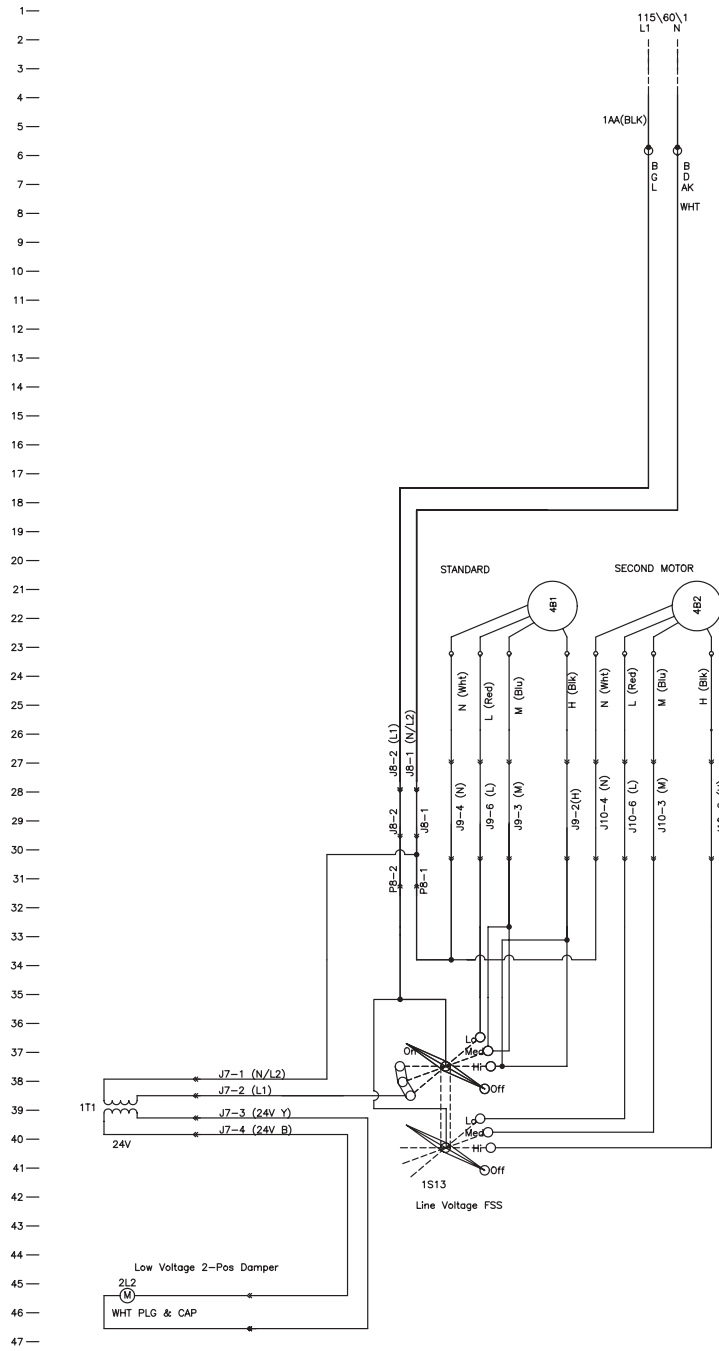 1
2
3
4
5
6
7
8
9
10
11
12
13
14
15
16
17
18
19
20
21
22
23
24
25
26
27
28
29
30
31
32
33
34
35
36
37
38
39
40
41
42
43
44
45
46
47
115\60\1
L1 N
1AA(BLK)
B
G
L
B
D
AK
WHT
STANDARD
SECOND MOTOR
4B1
4B2
N (Wht)
L (Red)
M (Blu)
H (Blk)
N (Wht)
L (Red)
M (Blu)
H (Blk)
J8-2 (L1)
J8-1 (N/L2)
J8-2
J8-1
P8-2
P8-1
J9-4 (N)
J9-6 (L)
J9-3 (M)
J9-2(H)
J10-4 (N)
J10-6 (L)
J10-3 (M)
On
Lo
Med
Hi
Off
Lo
Med
Hi
Off
1S13
Line Voltage FSS
J7-1 (N/L2)
J7-2 (L1)
J7-3 (24V Y)
J7-4 (24V B)
1T1
24V
Low Voltage 2-Pos Damper
2L2
M
WHT PLG & CAP